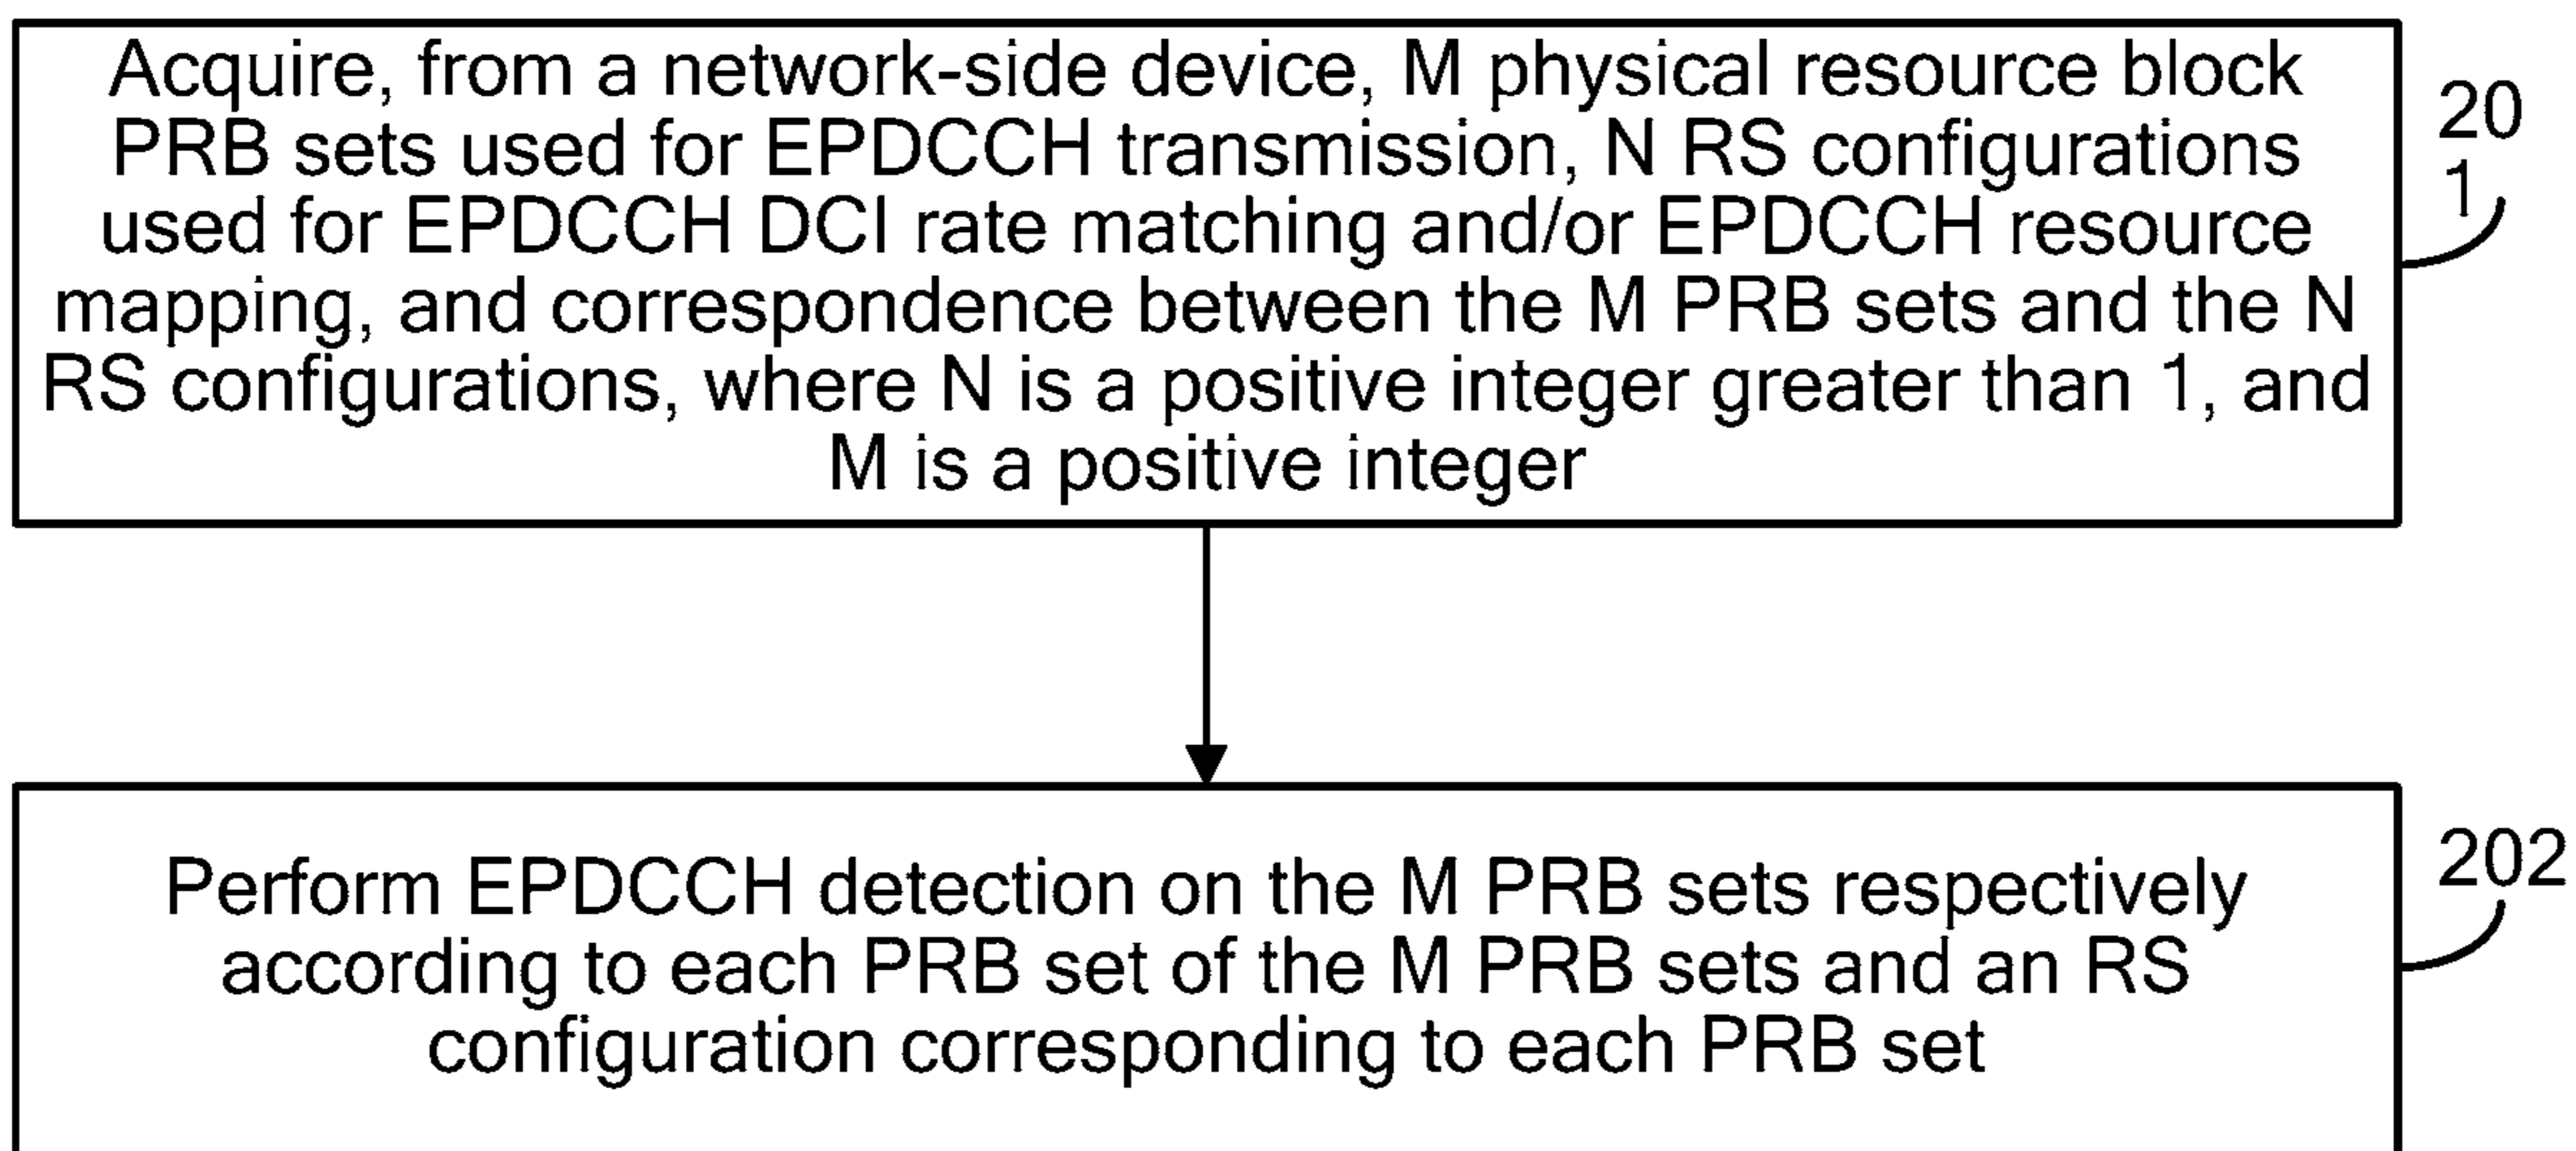 Acquire, from a network-side device, M physical resource block
PRB sets used for EPDCCH transmission, N RS configurations
used for EPDCCH DCI rate matching and/or EPDCCH resource
mapping, and correspondence between the M PRB sets and the N
RS configurations, where N is a positive integer greater than 1, and
M is a positive integer
20
1
Perform EPDCCH detection on the M PRB sets respectively
according to each PRB set of the M PRB sets and an RS
configuration corresponding to each PRB set
202